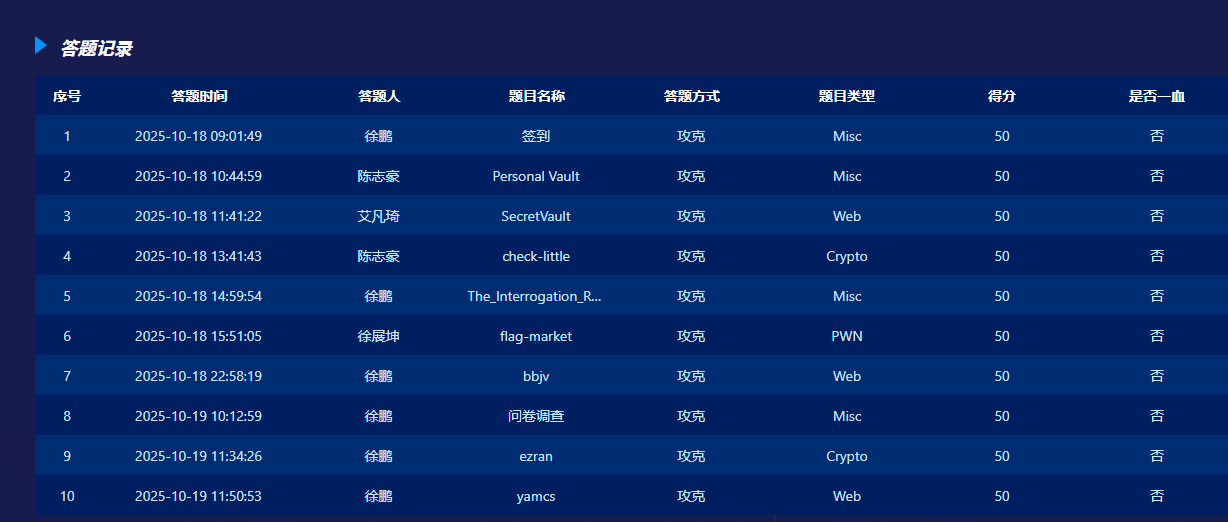 答题记录
序号 答题时间 答题人 题目名称 答题方式 题目类型 得分 是否一血
1 2025-10-18 09:01:49 徐鹏 签到 攻克 Misc 50 否
2 2025-10-18 10:44:59 陈志豪 Personal Vault 攻克 Misc 50 否
3 2025-10-18 11:41:22 艾凡琦 SecretVault 攻克 Web 50 否
4 2025-10-18 13:41:43 陈志豪 check-little 攻克 Crypto 50 否
5 2025-10-18 14:59:54 徐鹏 The_Interrogation_R... 攻克 Misc 50 否
6 2025-10-18 15:51:05 徐展坤 flag-market 攻克 PWN 50 否
7 2025-10-18 22:58:19 徐鹏 bbjv 攻克 Web 50 否
8 2025-10-19 10:12:59 徐鹏 问卷调查 攻克 Misc 50 否
9 2025-10-19 11:34:26 徐鹏 ezran 攻克 Crypto 50 否
10 2025-10-19 11:50:53 徐鹏 yamcs 攻克 Web 50 否